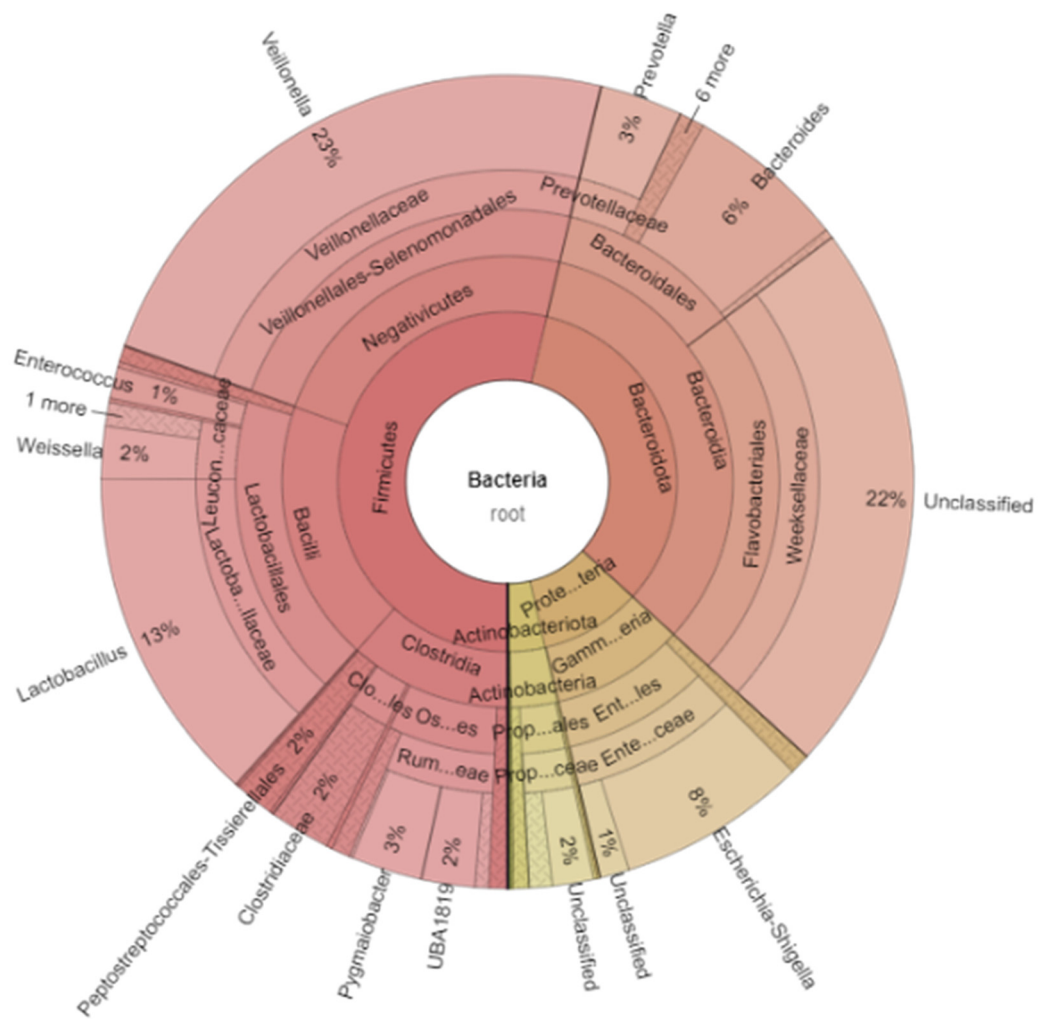 Bacteria
root
Firmicutes
Negativicutes
Veillonellales-Selenomonadales
Veillonellaceae
Veillonella
23%
Prevotella
3%
6 more
Bacteroides
6%
Prevotellaceae
Bacteroidales
Bacteroidota
Bacteroidia
Flavobacteriales
Weeksellaceae
22%
Unclassified
Prote...teria
Gamm...eria
Ent...les
Ente...ceae
8%
Escherichia-Shigella
1%
Unclassified
Actinobacteriota
Actinobacteria
Prop...ales
Prop...ceae
2%
Unclassified
Clostridia
Clo...les
Os...es
Rum...eae
2%
UBA1819
3%
Pygmaiobacter
2%
Clostridiaceae
2%
Peptostreptococcales-Tissierellales
Bacilli
Lactobacillales
Lactoba...llaceae
Leucon...caceae
13%
Lactobacillus
2%
Weissella
1 more
1%
Enterococcus